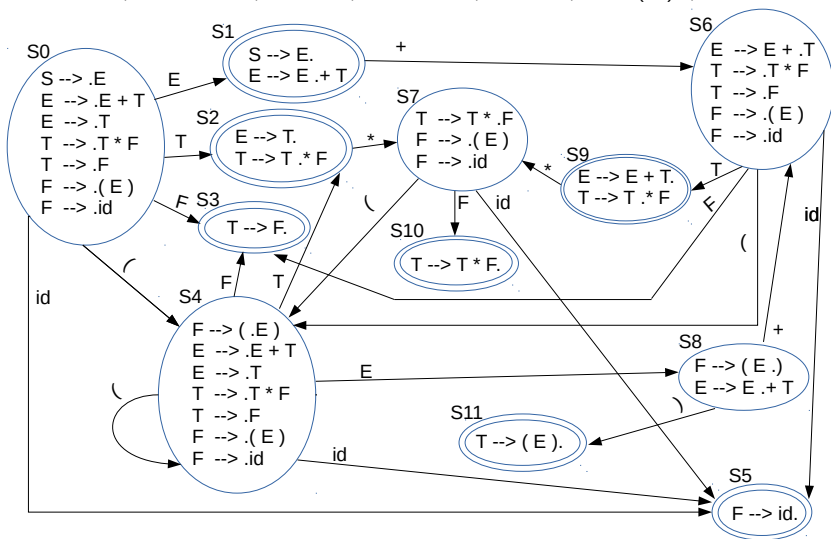 S0
S --> .E
E --> .E + T
E --> .T
T --> .T * F
T --> .F
F --> .( E )
F --> .id
E
T
F
(
id
S1
S --> E.
E --> E .+ T
+
S2
E --> T.
T --> T .* F
*
S3
T --> F.
S7
T --> T * .F
F --> .( E )
F --> .id
(
F
id
S10
T --> T * F.
S9
E --> E + T.
T --> T .* F
*
S6
E --> E + .T
T --> .T * F
T --> .F
F --> .( E )
F --> .id
T
F
(
id
S4
F --> ( .E )
E --> .E + T
E --> .T
T --> .T * F
T --> .F
F --> .( E )
F --> .id
F
T
(
E
id
S8
F --> ( E .)
E --> E .+ T
+
)
S11
T --> ( E ).
S5
F --> id.